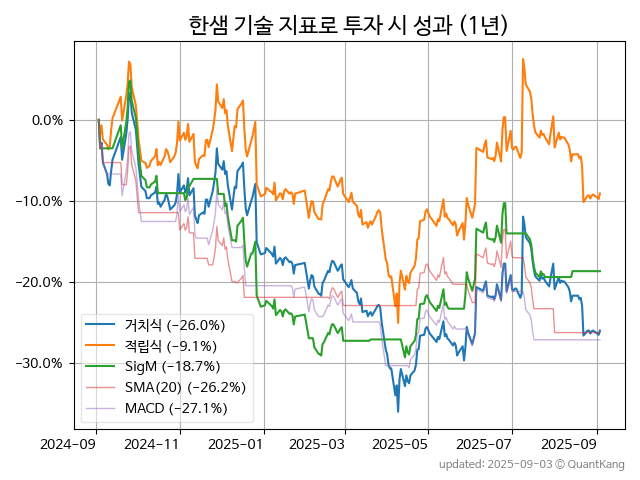 한샘 기술 지표로 투자 시 성과 (1년)
0.0%
−10.0%
−20.0%
−30.0%
거치식 (−26.0%)
적립식 (−9.1%)
SigM (−18.7%)
SMA(20) (−26.2%)
MACD (−27.1%)
2024−09 2024−11 2025−01 2025−03 2025−05 2025−07 2025−09
updated: 2025−09−03 © QuantKang